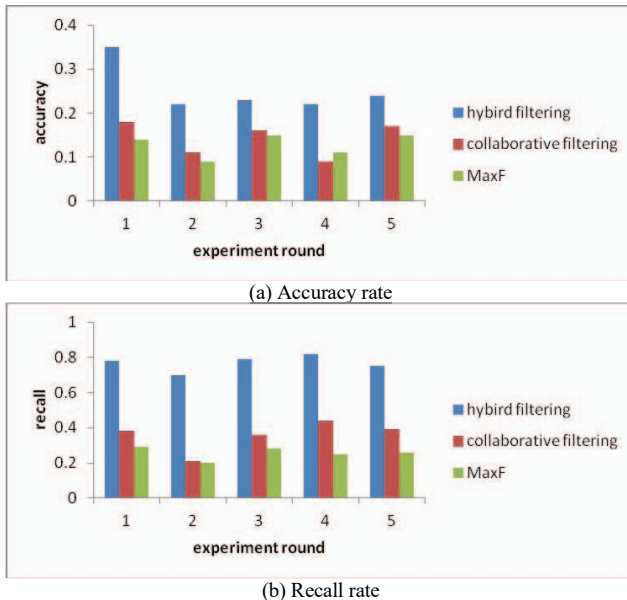 0.4
0.3
0.2
0.1
0
accuracy
1 2 3 4 5
experiment round
hybird filtering
collaborative filtering
MaxF
(a) Accuracy rate
1
0.8
0.6
0.4
0.2
0
recall
1 2 3 4 5
experiment round
hybird filtering
collaborative filtering
MaxF
(b) Recall rate